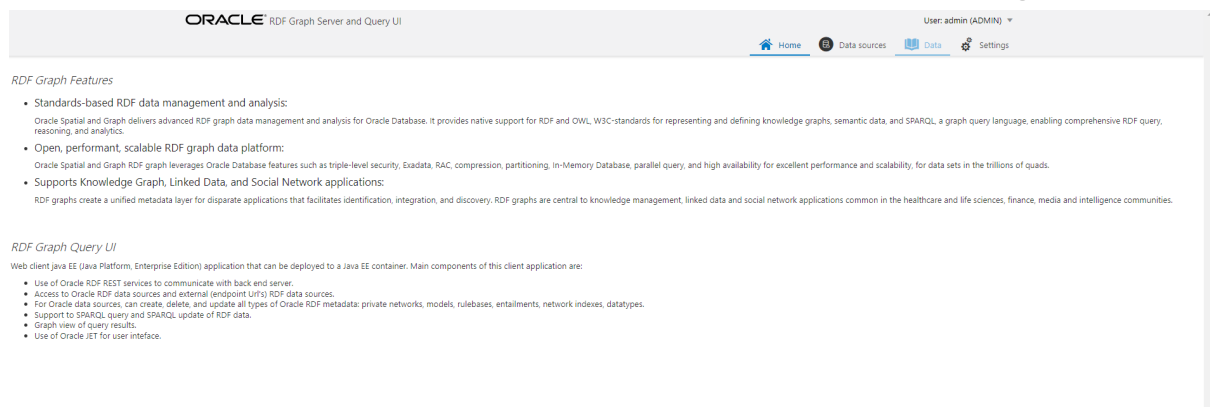 ORACLE® RDF Graph Server and Query UI
User: admin (ADMIN)
Home Data sources Data Settings
RDF Graph Features
• Standards-based RDF data management and analysis:
Oracle Spatial and Graph delivers advanced RDF graph data management and analysis for Oracle Database. It provides native support for RDF and OWL, W3C-standards for representing and defining knowledge graphs, semantic data, and SPARQL, a graph query language, enabling comprehensive RDF query,
reasoning, and analytics.
• Open, performant, scalable RDF graph data platform:
Oracle Spatial and Graph RDF graph leverages Oracle Database features such as triple-level security, Exadata, RAC, compression, partitioning, In-Memory Database, parallel query, and high availability for excellent performance and scalability, for data sets in the trillions of quads.
• Supports Knowledge Graph, Linked Data, and Social Network applications:
RDF graphs create a unified metadata layer for disparate applications that facilitates identification, integration, and discovery. RDF graphs are central to knowledge management, linked data and social network applications common in the healthcare and life sciences, finance, media and intelligence communities.
RDF Graph Query UI
Web client java EE (Java Platform, Enterprise Edition) application that can be deployed to a Java EE container. Main components of this client application are:
• Use of Oracle RDF REST services to communicate with back end server.
• Access to Oracle RDF data sources and external (endpoint Url's) RDF data sources.
• For Oracle data sources, can create, delete, and update all types of Oracle RDF metadata: private networks, models, rulebases, entailments, network indexes, datatypes.
• Support to SPARQL query and SPARQL update of RDF data.
• Graph view of query results.
• Use of Oracle JET for user inteface.